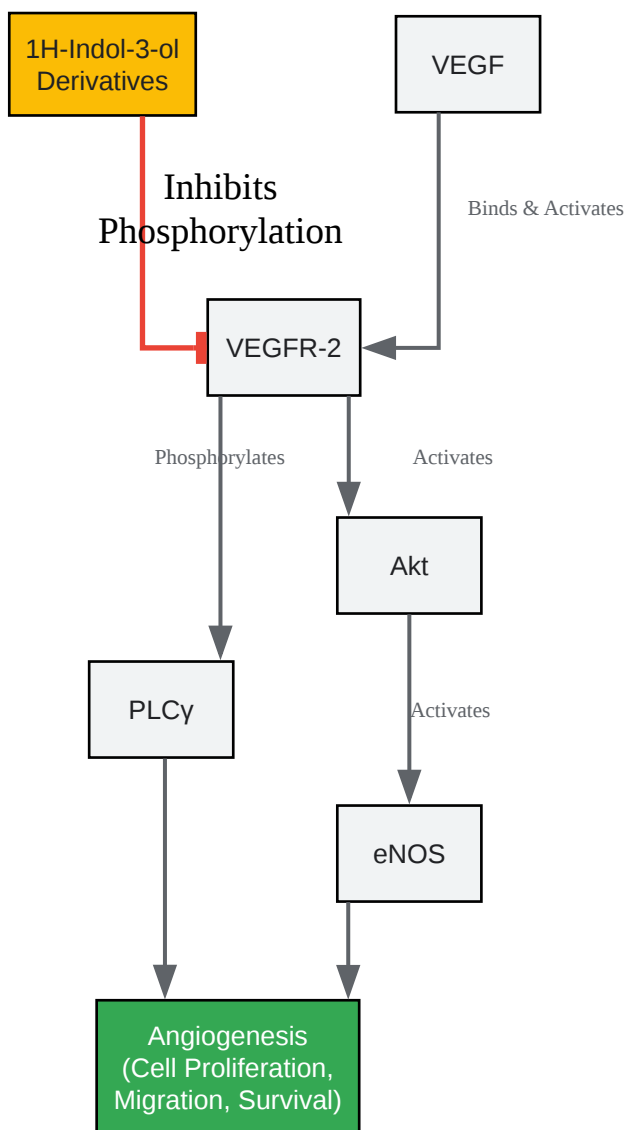 1H-Indol-3-ol
Derivatives
VEGF
Inhibits
Phosphorylation
Binds & Activates
VEGFR-2
Phosphorylates
Activates
Akt
PLCγ
Activates
eNOS
Angiogenesis
(Cell Proliferation,
Migration, Survival)